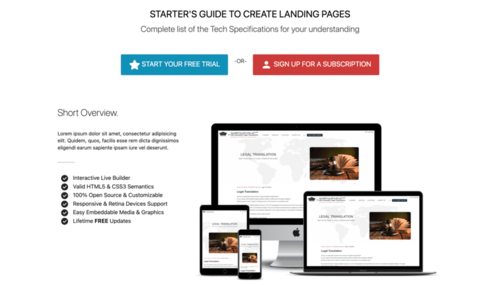 STARTER'S GUIDE TO CREATE LANDING PAGES
Complete list of the Tech Specifications for your understanding
START YOUR FREE TRIAL
-OR-
SIGN UP FOR A SUBSCRIPTION
Short Overview.
Lorem ipsum dolor sit amet, consectetur adipisicing
elit. Quidem, quos, facilis esse rem dicta dignissimos
eligendi earum sapiente ipsam iure vel deserunt.
Interactive Live Builder
Valid HTML5 & CSS3 Semantics
100% Open Source & Customizable
Responsive & Retina Devices Support
Easy Embeddable Media & Graphics
Lifetime FREE Updates
LEGAL TRANSLATION
Legal Translation
LEGAL TRANSLATION
Legal Translation
LEGAL TRANSLATION